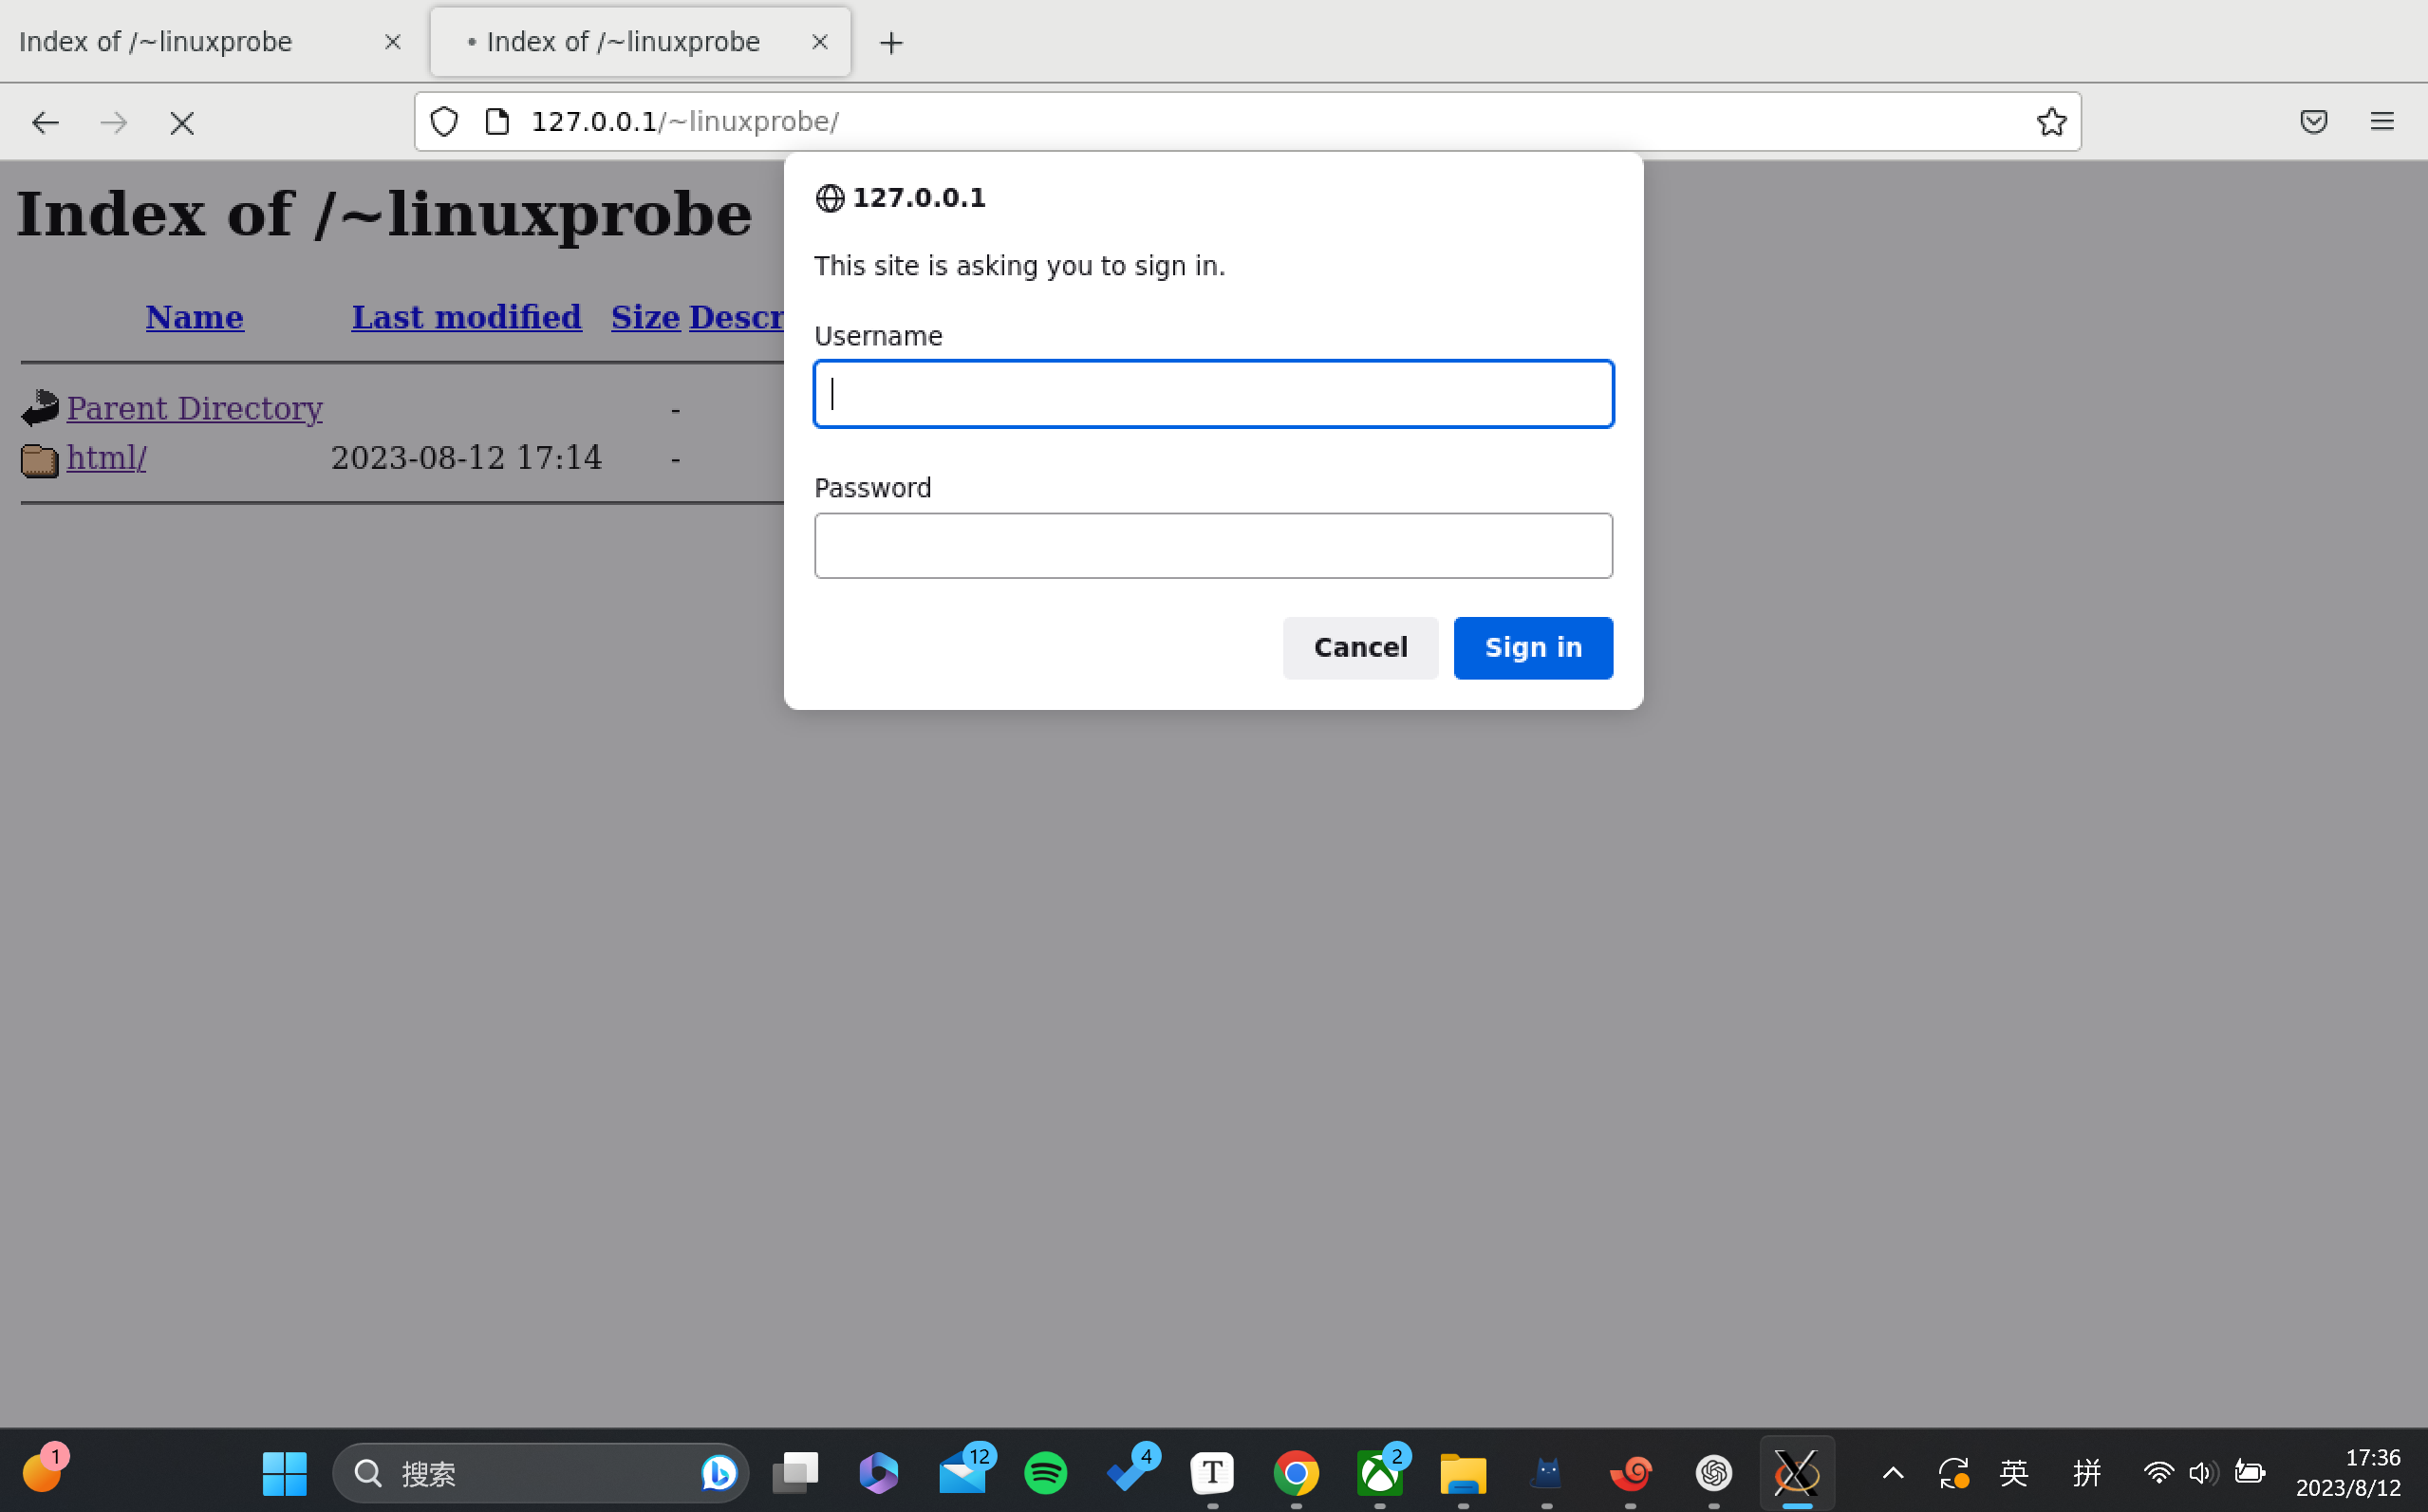 Index of /~linuxprobe
Index of /~linuxprobe
127.0.0.1/~linuxprobe/
Index of /~linuxprobe
Name Last modified Size Descr
Parent Directory -
html/ 2023-08-12 17:14 -
127.0.0.1
This site is asking you to sign in.
Username
Password
Cancel Sign in
1
搜索
12
4
T
2
英
拼
17:36
2023/8/12